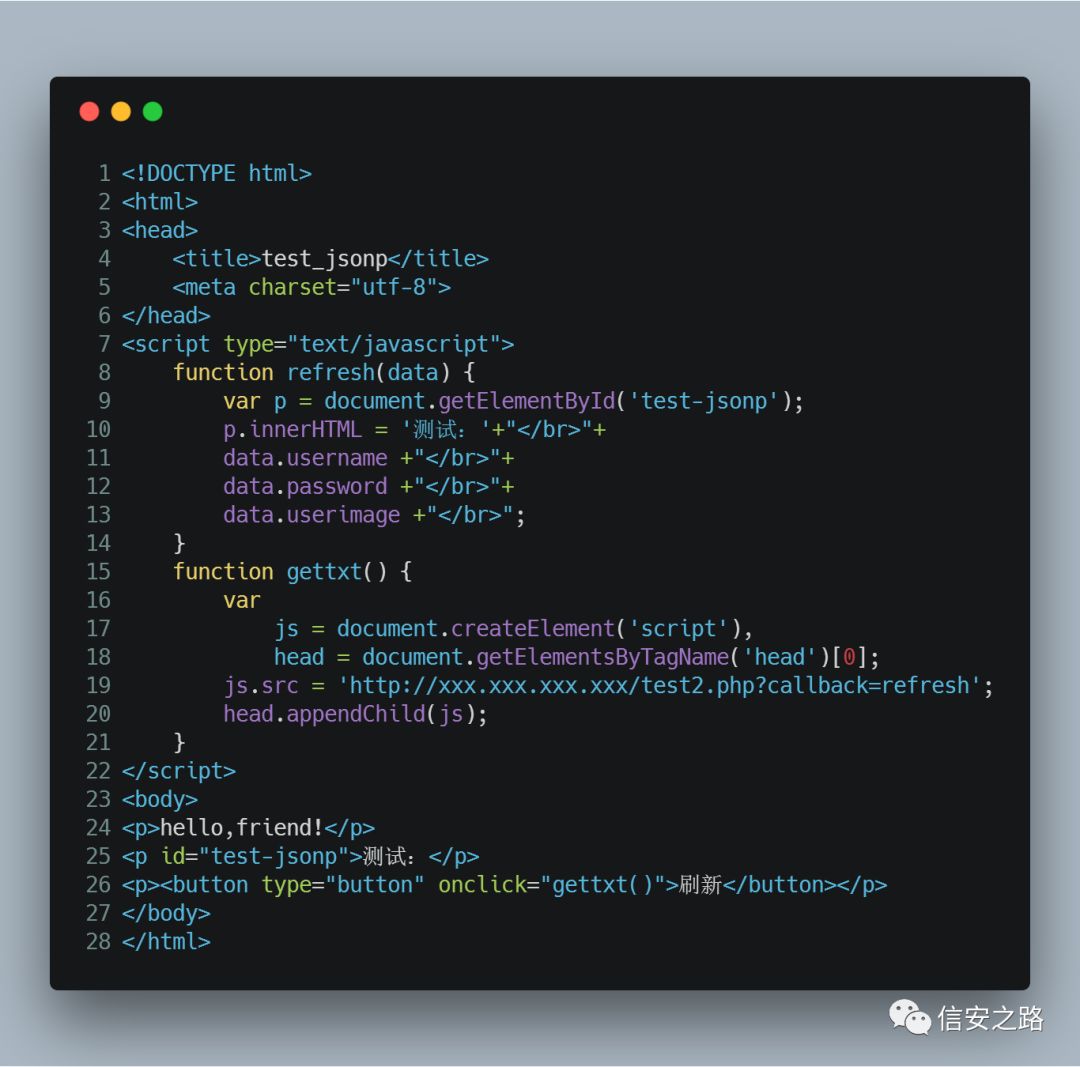 1 <!DOCTYPE html>
2 <html>
3 <head>
4     <title>test_jsonp</title>
5     <meta charset="utf-8">
6 </head>
7 <script type="text/javascript">
8     function refresh(data) {
9         var p = document.getElementById('test-jsonp');
10         p.innerHTML = '测试：'+"</br>"+
11         data.username +"</br>"+
12         data.password +"</br>"+
13         data.userimage +"</br>";
14     }
15     function gettxt() {
16         var
17             js = document.createElement('script'),
18             head = document.getElementsByTagName('head')[0];
19         js.src = 'http://xxx.xxx.xxx.xxx/test2.php?callback=refresh';
20         head.appendChild(js);
21     }
22 </script>
23 <body>
24 <p>hello,friend!</p>
25 <p id="test-jsonp">测试：</p>
26 <p><button type="button" onclick="gettxt()">刷新</button></p>
27 </body>
28 </html>
信安之路